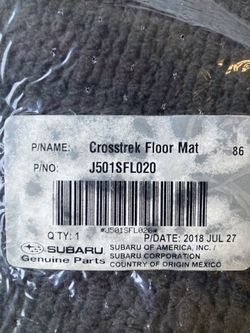 P/NAME: Crosstrek Floor Mat 86
P/NO: J501SFL020
*J501SFL020*
QTY: 1 P/DATE: 2018 JUL 27
SUBARU SUBARU OF AMERICA, INC. /
Genuine Parts SUBARU CORPORATION
COUNTRY OF ORIGIN MEXICO